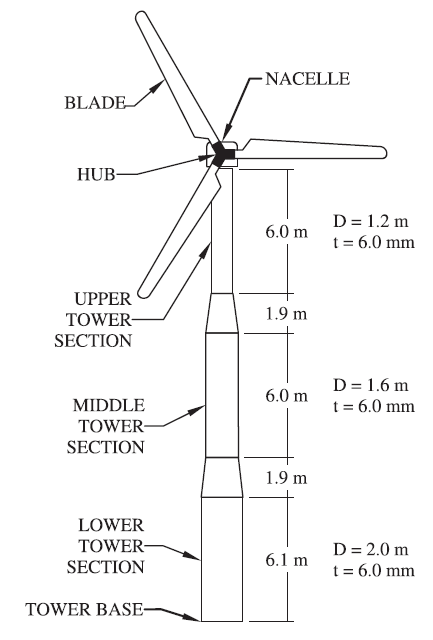 NACELLE
BLADE
HUB
6.0 m
D = 1.2 m
t = 6.0 mm
UPPER
TOWER
SECTION
1.9 m
6.0 m
D = 1.6 m
t = 6.0 mm
MIDDLE
TOWER
SECTION
1.9 m
LOWER
TOWER
SECTION
6.1 m
D = 2.0 m
t = 6.0 mm
TOWER BASE